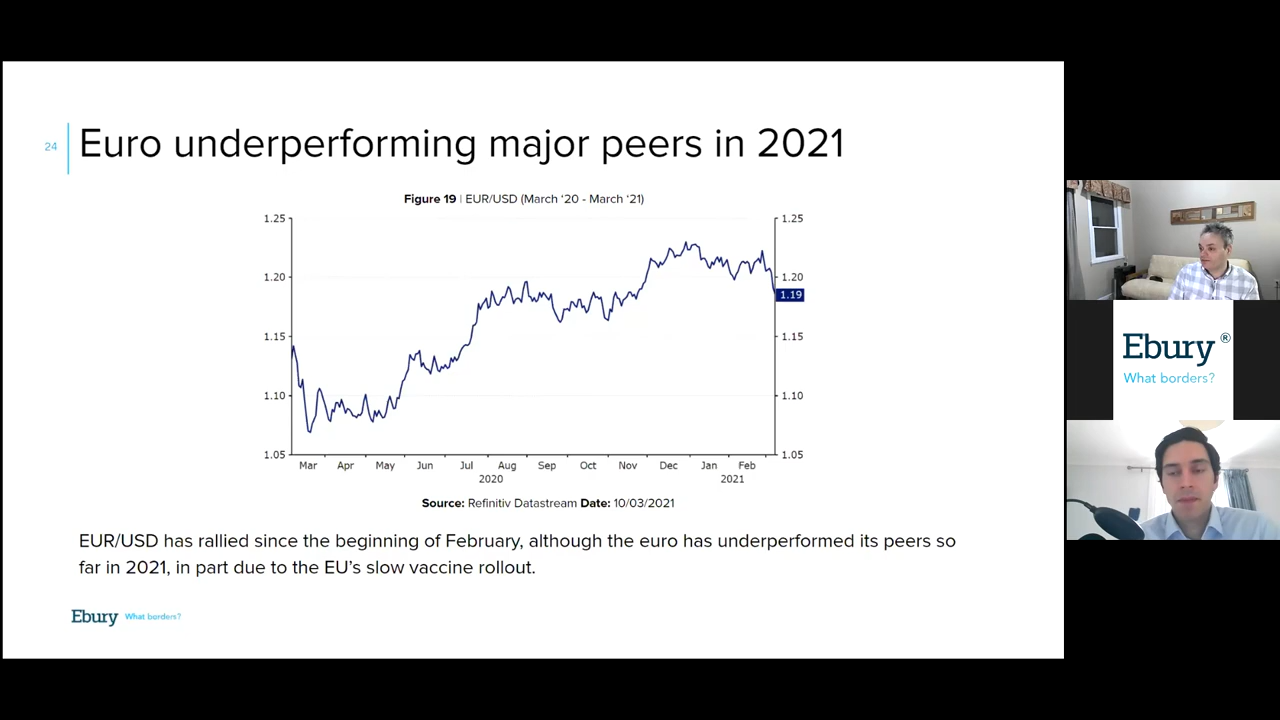 24
Euro underperforming major peers in 2021
Figure 19 | EUR/USD (March ‘20 - March ‘21)
1.25
1.25
1.20
1.20
1.19
1.15
1.15
1.10
1.10
1.05
1.05
Mar Apr May Jun Jul Aug Sep Oct Nov Dec Jan Feb
2020 2021
Source: Refinitiv Datastream Date: 10/03/2021
EUR/USD has rallied since the beginning of February, although the euro has underperformed its peers so
far in 2021, in part due to the EU’s slow vaccine rollout.
Ebury What borders?
Ebury®
What borders?